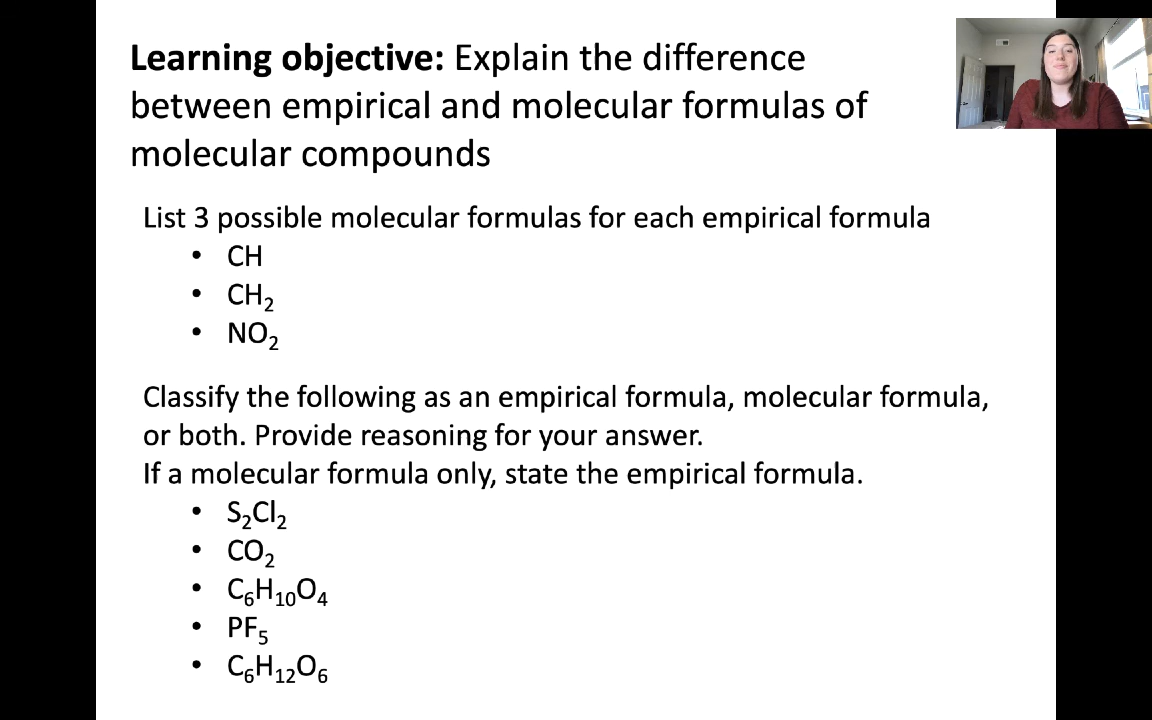 Learning objective: Explain the difference
between empirical and molecular formulas of
molecular compounds
List 3 possible molecular formulas for each empirical formula
• CH
• CH₂
• NO₂
Classify the following as an empirical formula, molecular formula,
or both. Provide reasoning for your answer.
If a molecular formula only, state the empirical formula.
• S₂Cl₂
• CO₂
• C₆H₁₀O₄
• PF₅
• C₆H₁₂O₆